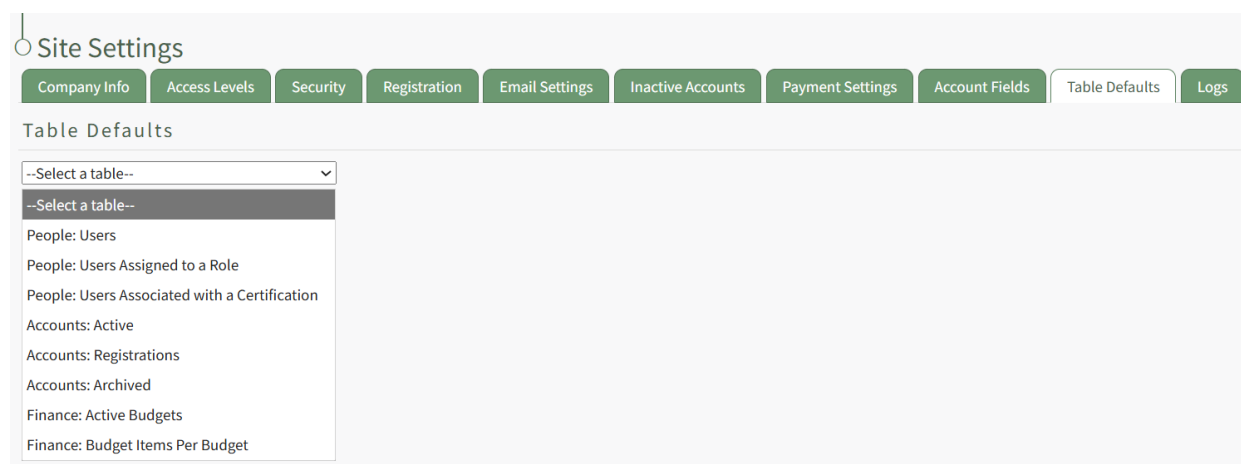 Site Settings
Company Info Access Levels Security Registration Email Settings Inactive Accounts Payment Settings Account Fields Table Defaults Logs
Table Defaults
--Select a table--
--Select a table--
People: Users
People: Users Assigned to a Role
People: Users Associated with a Certification
Accounts: Active
Accounts: Registrations
Accounts: Archived
Finance: Active Budgets
Finance: Budget Items Per Budget